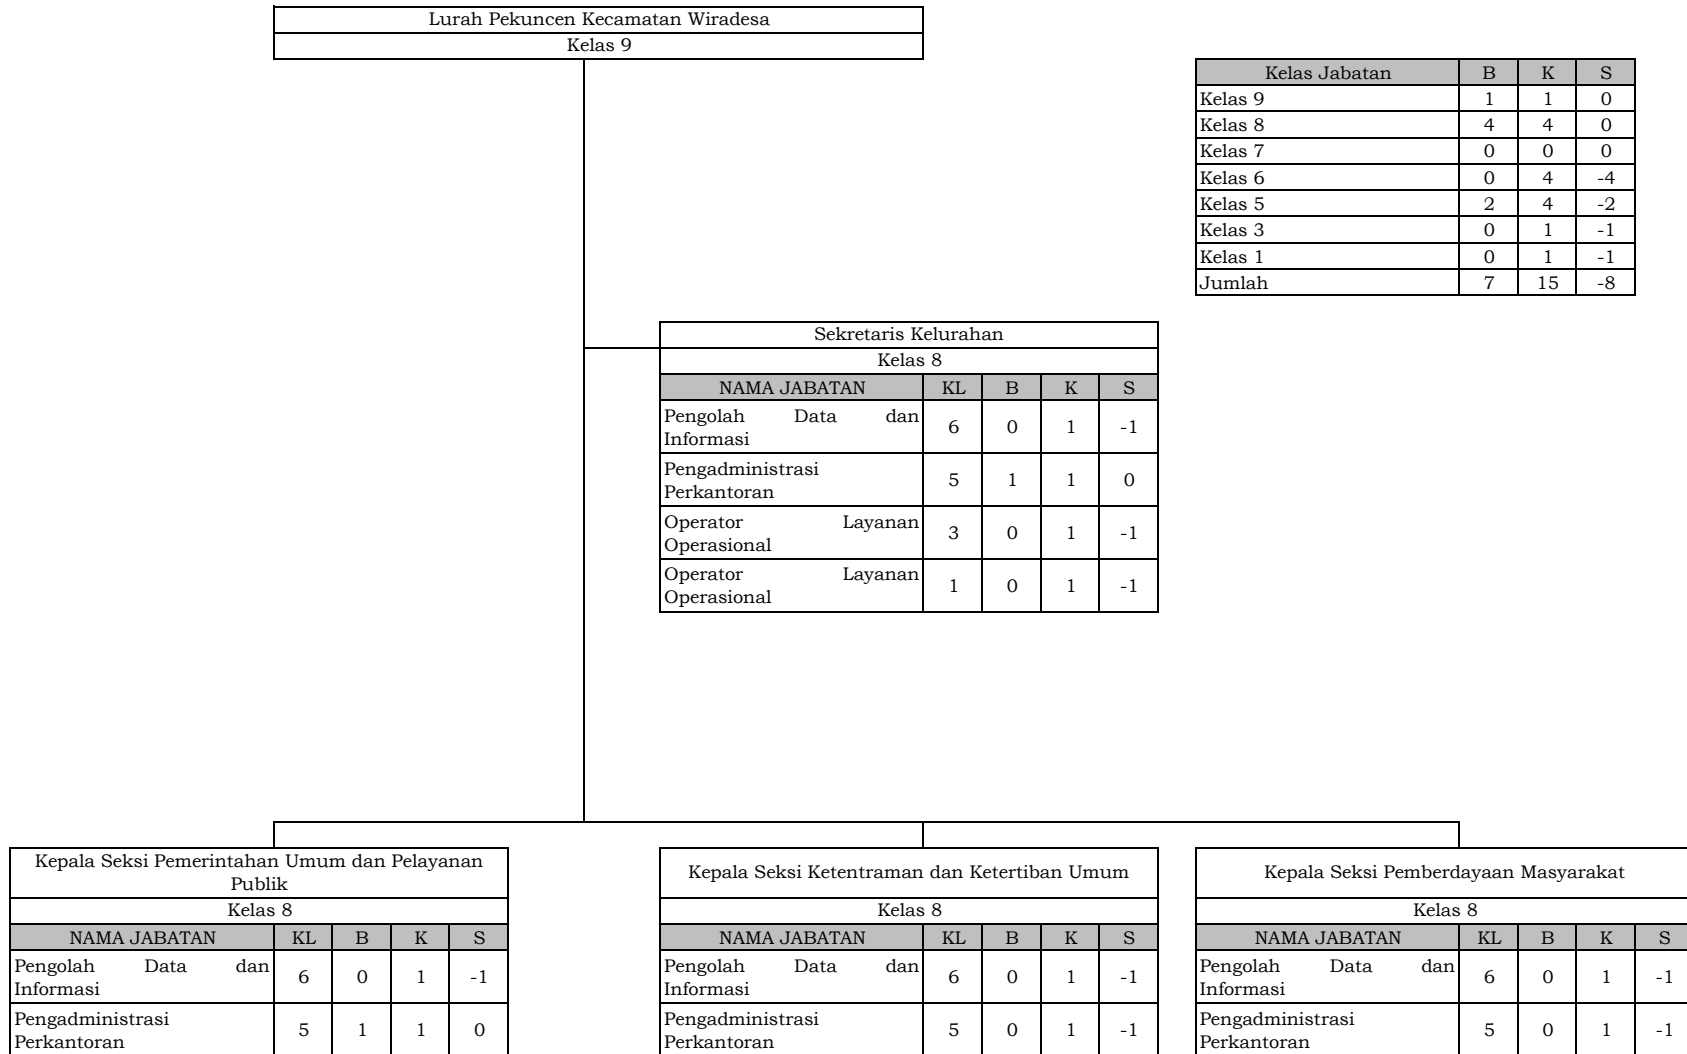 Lurah Pekuncen Kecamatan Wiradesa
Kelas 9
Kelas Jabatan B K S
Kelas 9 1 1 0
Kelas 8 4 4 0
Kelas 7 0 0 0
Kelas 6 0 4 -4
Kelas 5 2 4 -2
Kelas 3 0 1 -1
Kelas 1 0 1 -1
Jumlah 7 15 -8
Sekretaris Kelurahan
Kelas 8
NAMA JABATAN KL B K S
Pengolah Data dan
Informasi 6 0 1 -1
Pengadministrasi
Perkantoran 5 1 1 0
Operator Layanan
Operasional 3 0 1 -1
Operator Layanan
Operasional 1 0 1 -1
Kepala Seksi Pemerintahan Umum dan Pelayanan
Publik
Kelas 8
NAMA JABATAN KL B K S
Pengolah Data dan
Informasi 6 0 1 -1
Pengadministrasi
Perkantoran 5 1 1 0
Kepala Seksi Ketentraman dan Ketertiban Umum
Kelas 8
NAMA JABATAN KL B K S
Pengolah Data dan
Informasi 6 0 1 -1
Pengadministrasi
Perkantoran 5 0 1 -1
Kepala Seksi Pemberdayaan Masyarakat
Kelas 8
NAMA JABATAN KL B K S
Pengolah Data dan
Informasi 6 0 1 -1
Pengadministrasi
Perkantoran 5 0 1 -1